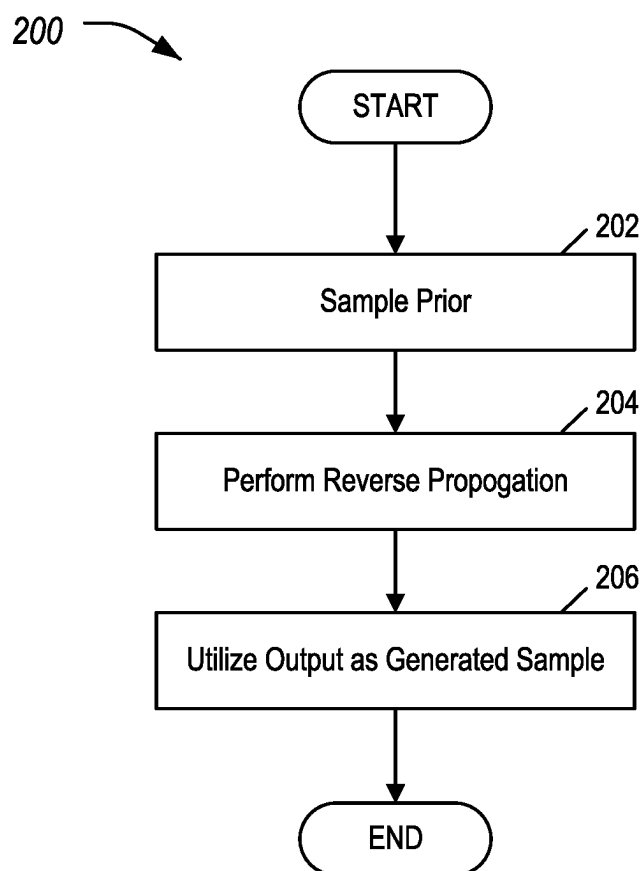 200
START
202
Sample Prior
204
Perform Reverse Propogation
206
Utilize Output as Generated Sample
END